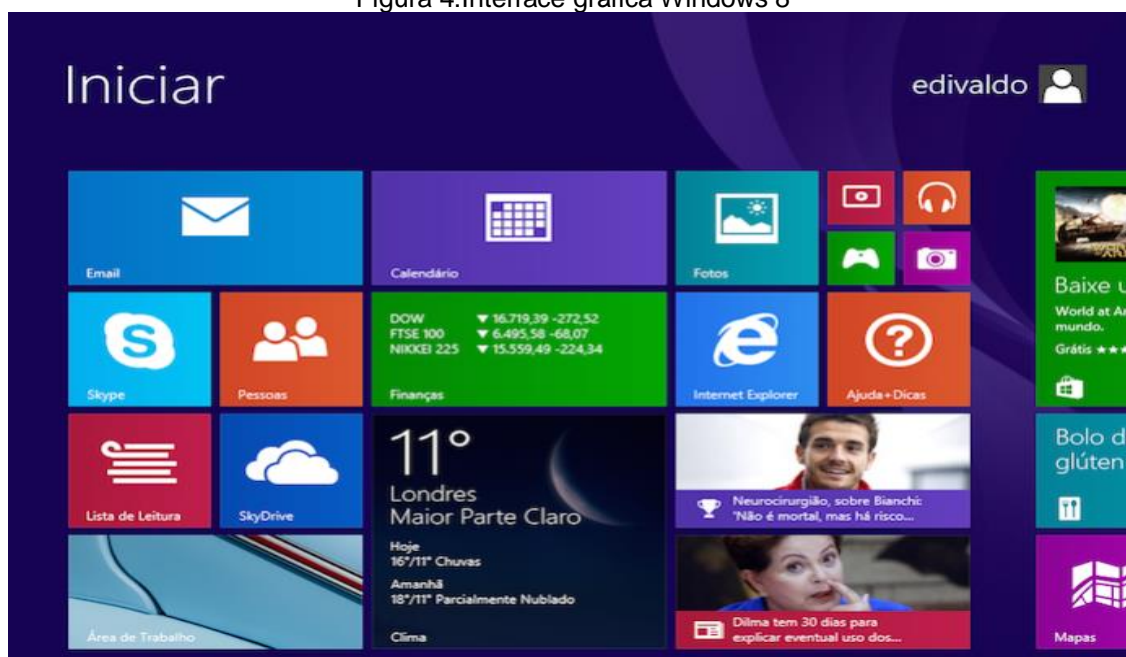 Figura 4.Interface gráfica Windows 8
Iniciar
edivaldo
Email
Calendário
Fotos
Skype
Pessoas
DOW ▼ 16.719,39 -272,52
FTSE 100 ▼ 6.495,58 -68,07
NIKKEI 225 ▼ 15.559,49 -224,34
Finanças
Internet Explorer
Ajuda+Dicas
Lista de Leitura
SkyDrive
11°
Londres
Maior Parte Claro
Hoje
16°/11° Chuvas
Amanhã
18°/11° Parcialmente Nublado
Clima
Neurocirurgião, sobre Bianchi:
"Não é mortal, mas há risco...
Área de Trabalho
Dilma tem 30 dias para
explicar eventual uso dos...
Baixe u
World at Ar
mundo.
Grátis ★★★
Bolo d
glúten
Mapas